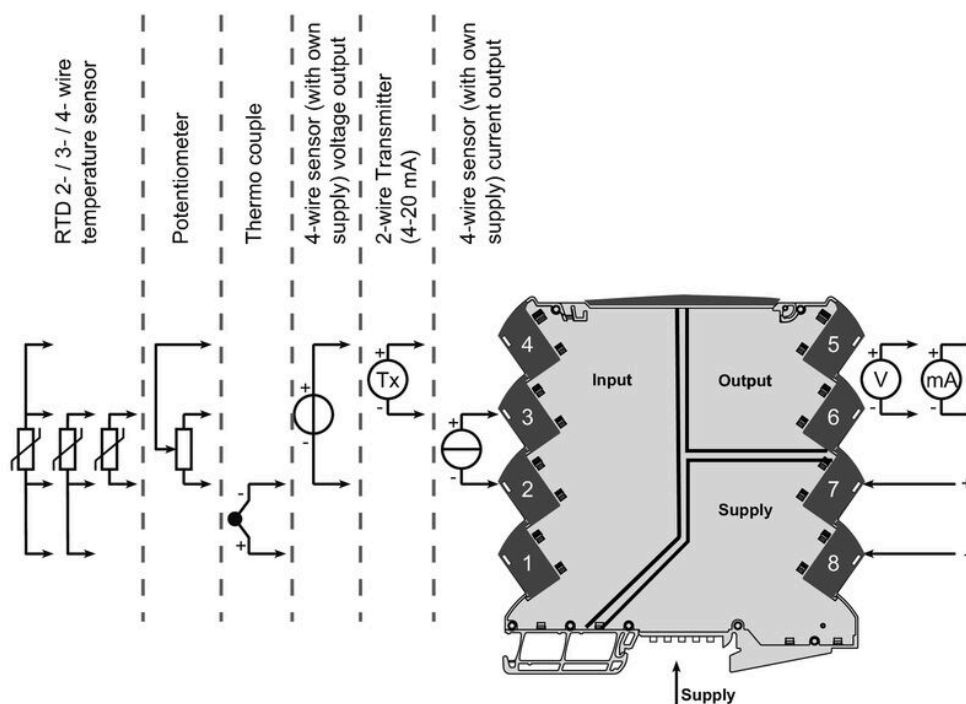 RTD 2- / 3- / 4- wire
temperature sensor
Potentiometer
Thermo couple
4-wire sensor (with own
supply) voltage output
2-wire Transmitter
(4-20 mA)
4-wire sensor (with own
supply) current output
4
3
2
1
Input
Output
Supply
5
6
7
8
+
-
Tx
+
-
+
-
+
-
-
+
V
+
-
mA
+
-
Supply